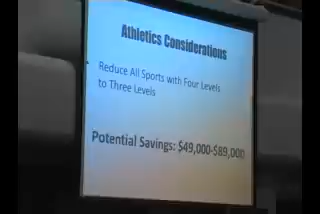 Athletics Considerations
Reduce All Sports with Four Levels
to Three Levels
Potential Savings: $49,000-$89,000